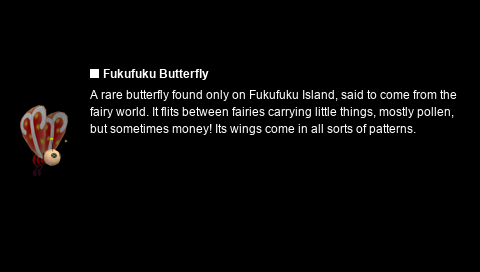 Fukufuku Butterfly
A rare butterfly found only on Fukufuku Island, said to come from the
fairy world. It flits between fairies carrying little things, mostly pollen,
but sometimes money! Its wings come in all sorts of patterns.